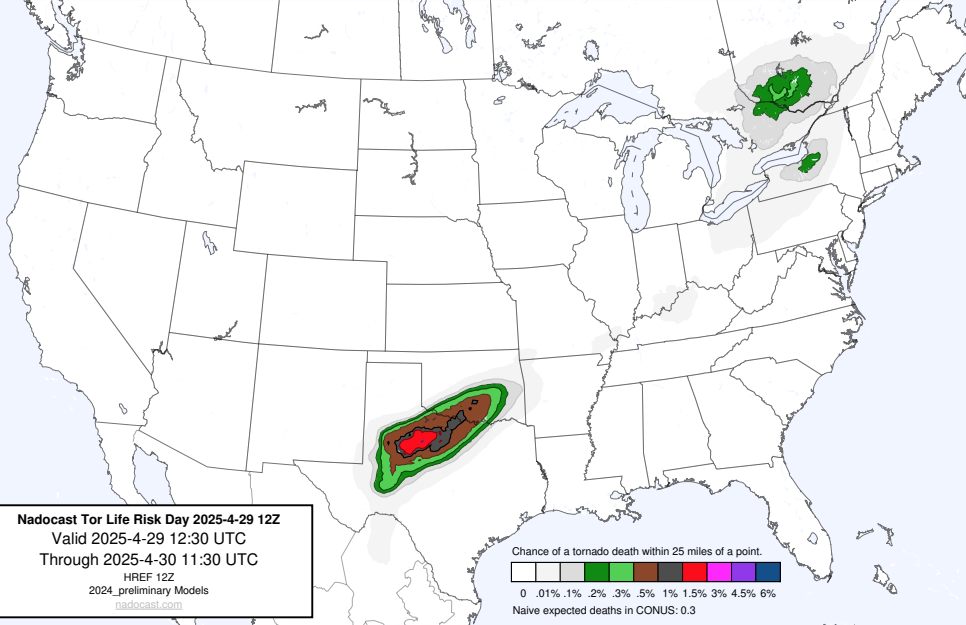 Nadocast Tor Life Risk Day 2025-4-29 12Z
Valid 2025-4-29 12:30 UTC
Through 2025-4-30 11:30 UTC
HREF 12Z
2024_preliminary Models
nadocast.com
Chance of a tornado death within 25 miles of a point.
0 .01% .1% .2% .3% .5% 1% 1.5% 3% 4.5% 6%
Naive expected deaths in CONUS: 0.3